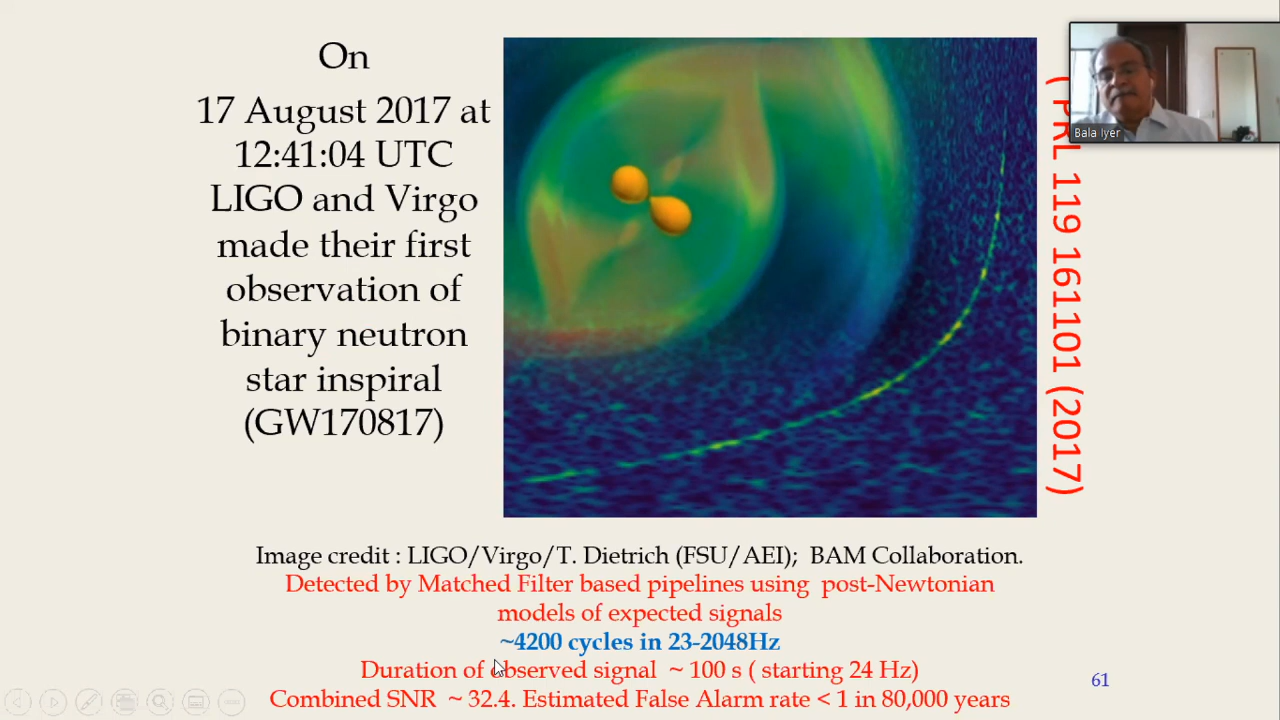 On
17 August 2017 at
12:41:04 UTC
LIGO and Virgo
made their first
observation of
binary neutron
star inspiral
(GW170817)
Bala Iyer
( PRL 119 161101 (2017)
Image credit : LIGO/Virgo/T. Dietrich (FSU/AEI); BAM Collaboration.
Detected by Matched Filter based pipelines using post-Newtonian
models of expected signals
~4200 cycles in 23-2048Hz
Duration of observed signal ~ 100 s ( starting 24 Hz)
Combined SNR ~ 32.4. Estimated False Alarm rate < 1 in 80,000 years
61